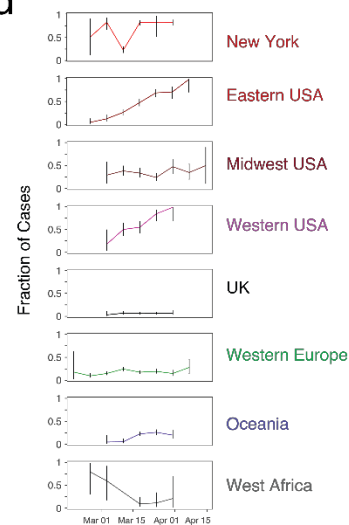 d
1
0.5
0
New York
1
0.5
0
Eastern USA
1
0.5
0
Midwest USA
1
0.5
0
Western USA
1
0.5
0
UK
1
0.5
0
Western Europe
1
0.5
0
Oceania
1
0.5
0
West Africa
Fraction of Cases
Mar 01 Mar 15 Apr 01 Apr 15